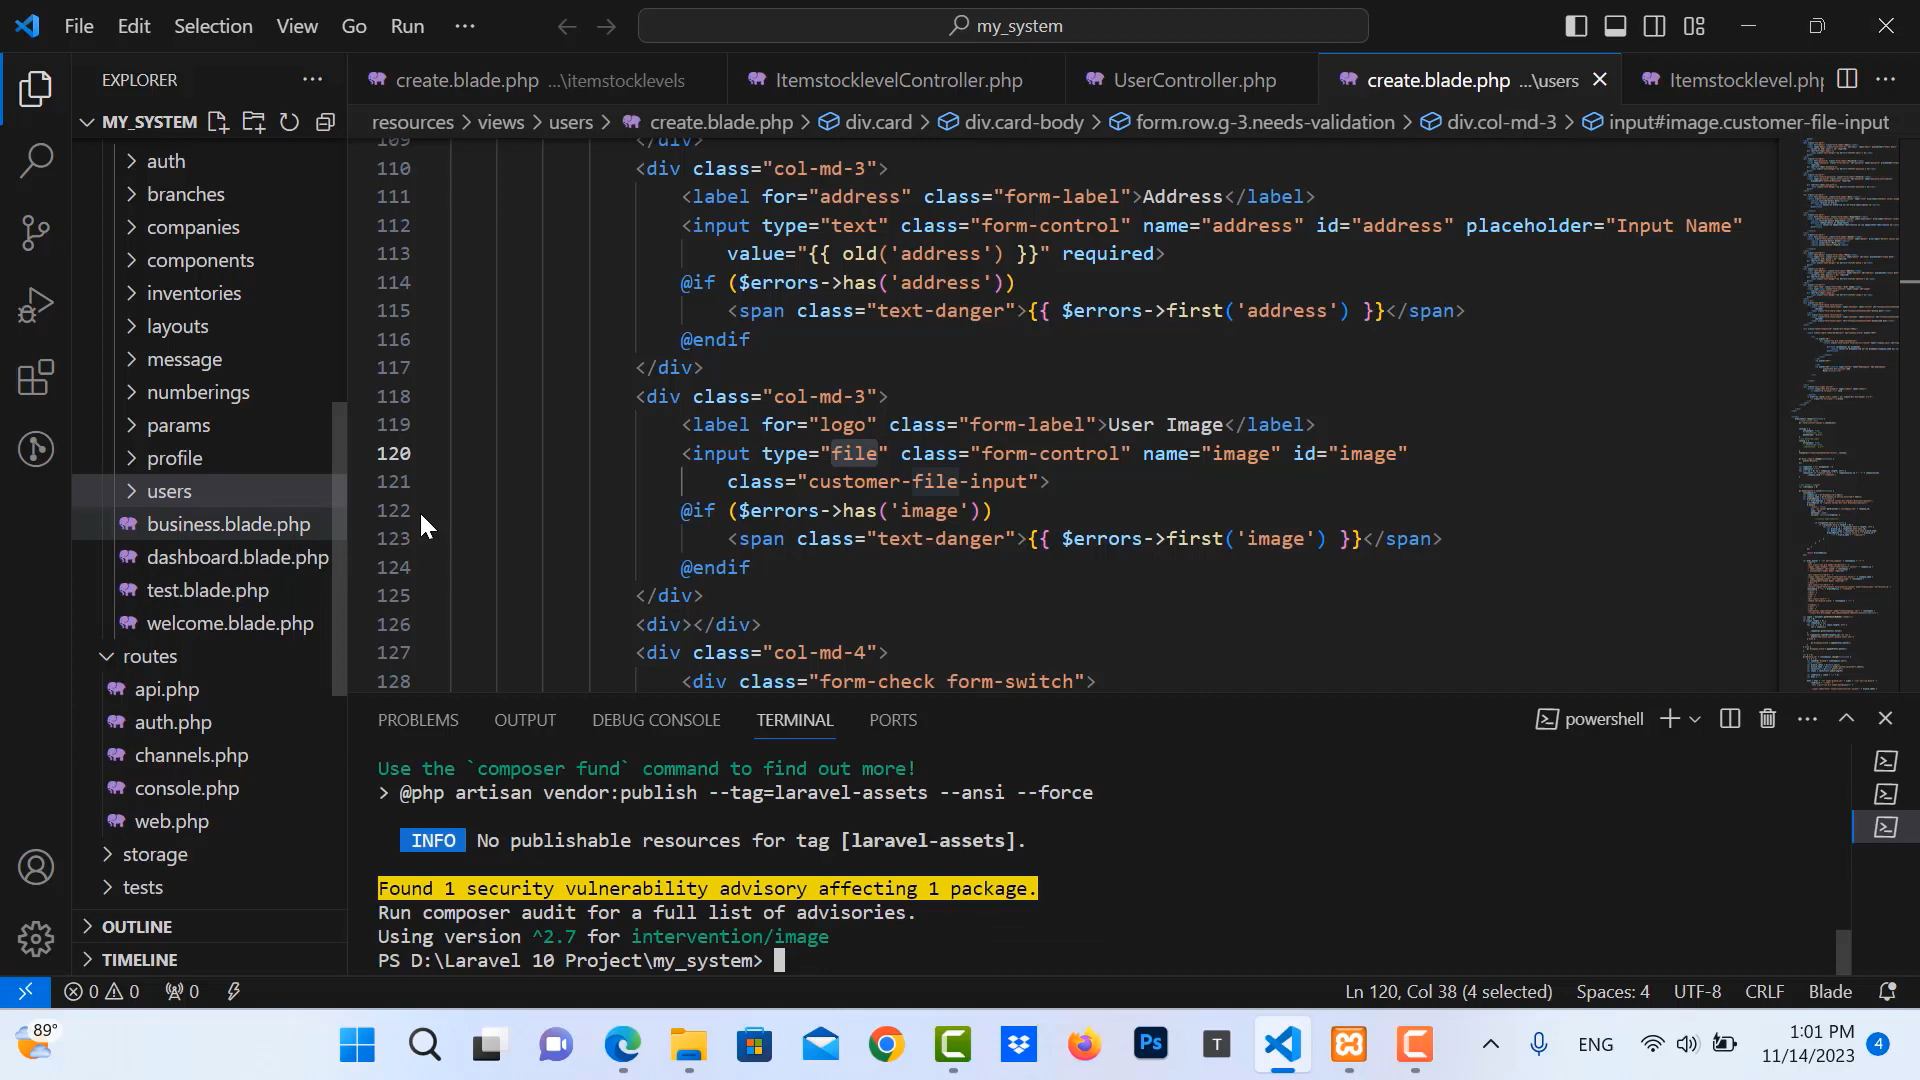 File Edit Selection View Go Run ···
my_system
EXPLORER ···
create.blade.php ...\itemstocklevels
ItemstocklevelController.php
UserController.php
create.blade.php ...\users
Itemstocklevel.php
MY_SYSTEM
resources > views > users > create.blade.php > div.card > div.card-body > form.row.g-3.needs-validation > div.col-md-3 > input#image.customer-file-input
auth
branches
companies
components
inventories
layouts
message
numberings
params
profile
users
business.blade.php
dashboard.blade.php
test.blade.php
welcome.blade.php
routes
api.php
auth.php
channels.php
console.php
web.php
storage
tests
OUTLINE
TIMELINE
109 </div>
110 <div class="col-md-3">
111 <label for="address" class="form-label">Address</label>
112 <input type="text" class="form-control" name="address" id="address" placeholder="Input Name"
113 value="{{ old('address') }}" required>
114 @if ($errors->has('address'))
115 <span class="text-danger">{{ $errors->first('address') }}</span>
116 @endif
117 </div>
118 <div class="col-md-3">
119 <label for="logo" class="form-label">User Image</label>
120 <input type="file" class="form-control" name="image" id="image"
121 class="customer-file-input">
122 @if ($errors->has('image'))
123 <span class="text-danger">{{ $errors->first('image') }}</span>
124 @endif
125 </div>
126 <div></div>
127 <div class="col-md-4">
128 <div class="form-check form-switch">
PROBLEMS OUTPUT DEBUG CONSOLE TERMINAL PORTS
powershell
Use the `composer fund` command to find out more!
> @php artisan vendor:publish --tag=laravel-assets --ansi --force
INFO No publishable resources for tag [laravel-assets].
Found 1 security vulnerability advisory affecting 1 package.
Run composer audit for a full list of advisories.
Using version ^2.7 for intervention/image
PS D:\Laravel 10 Project\my_system>
0 0 0
Ln 120, Col 38 (4 selected) Spaces: 4 UTF-8 CRLF Blade
89°
Ps
T
ENG
1:01 PM
11/14/2023
4